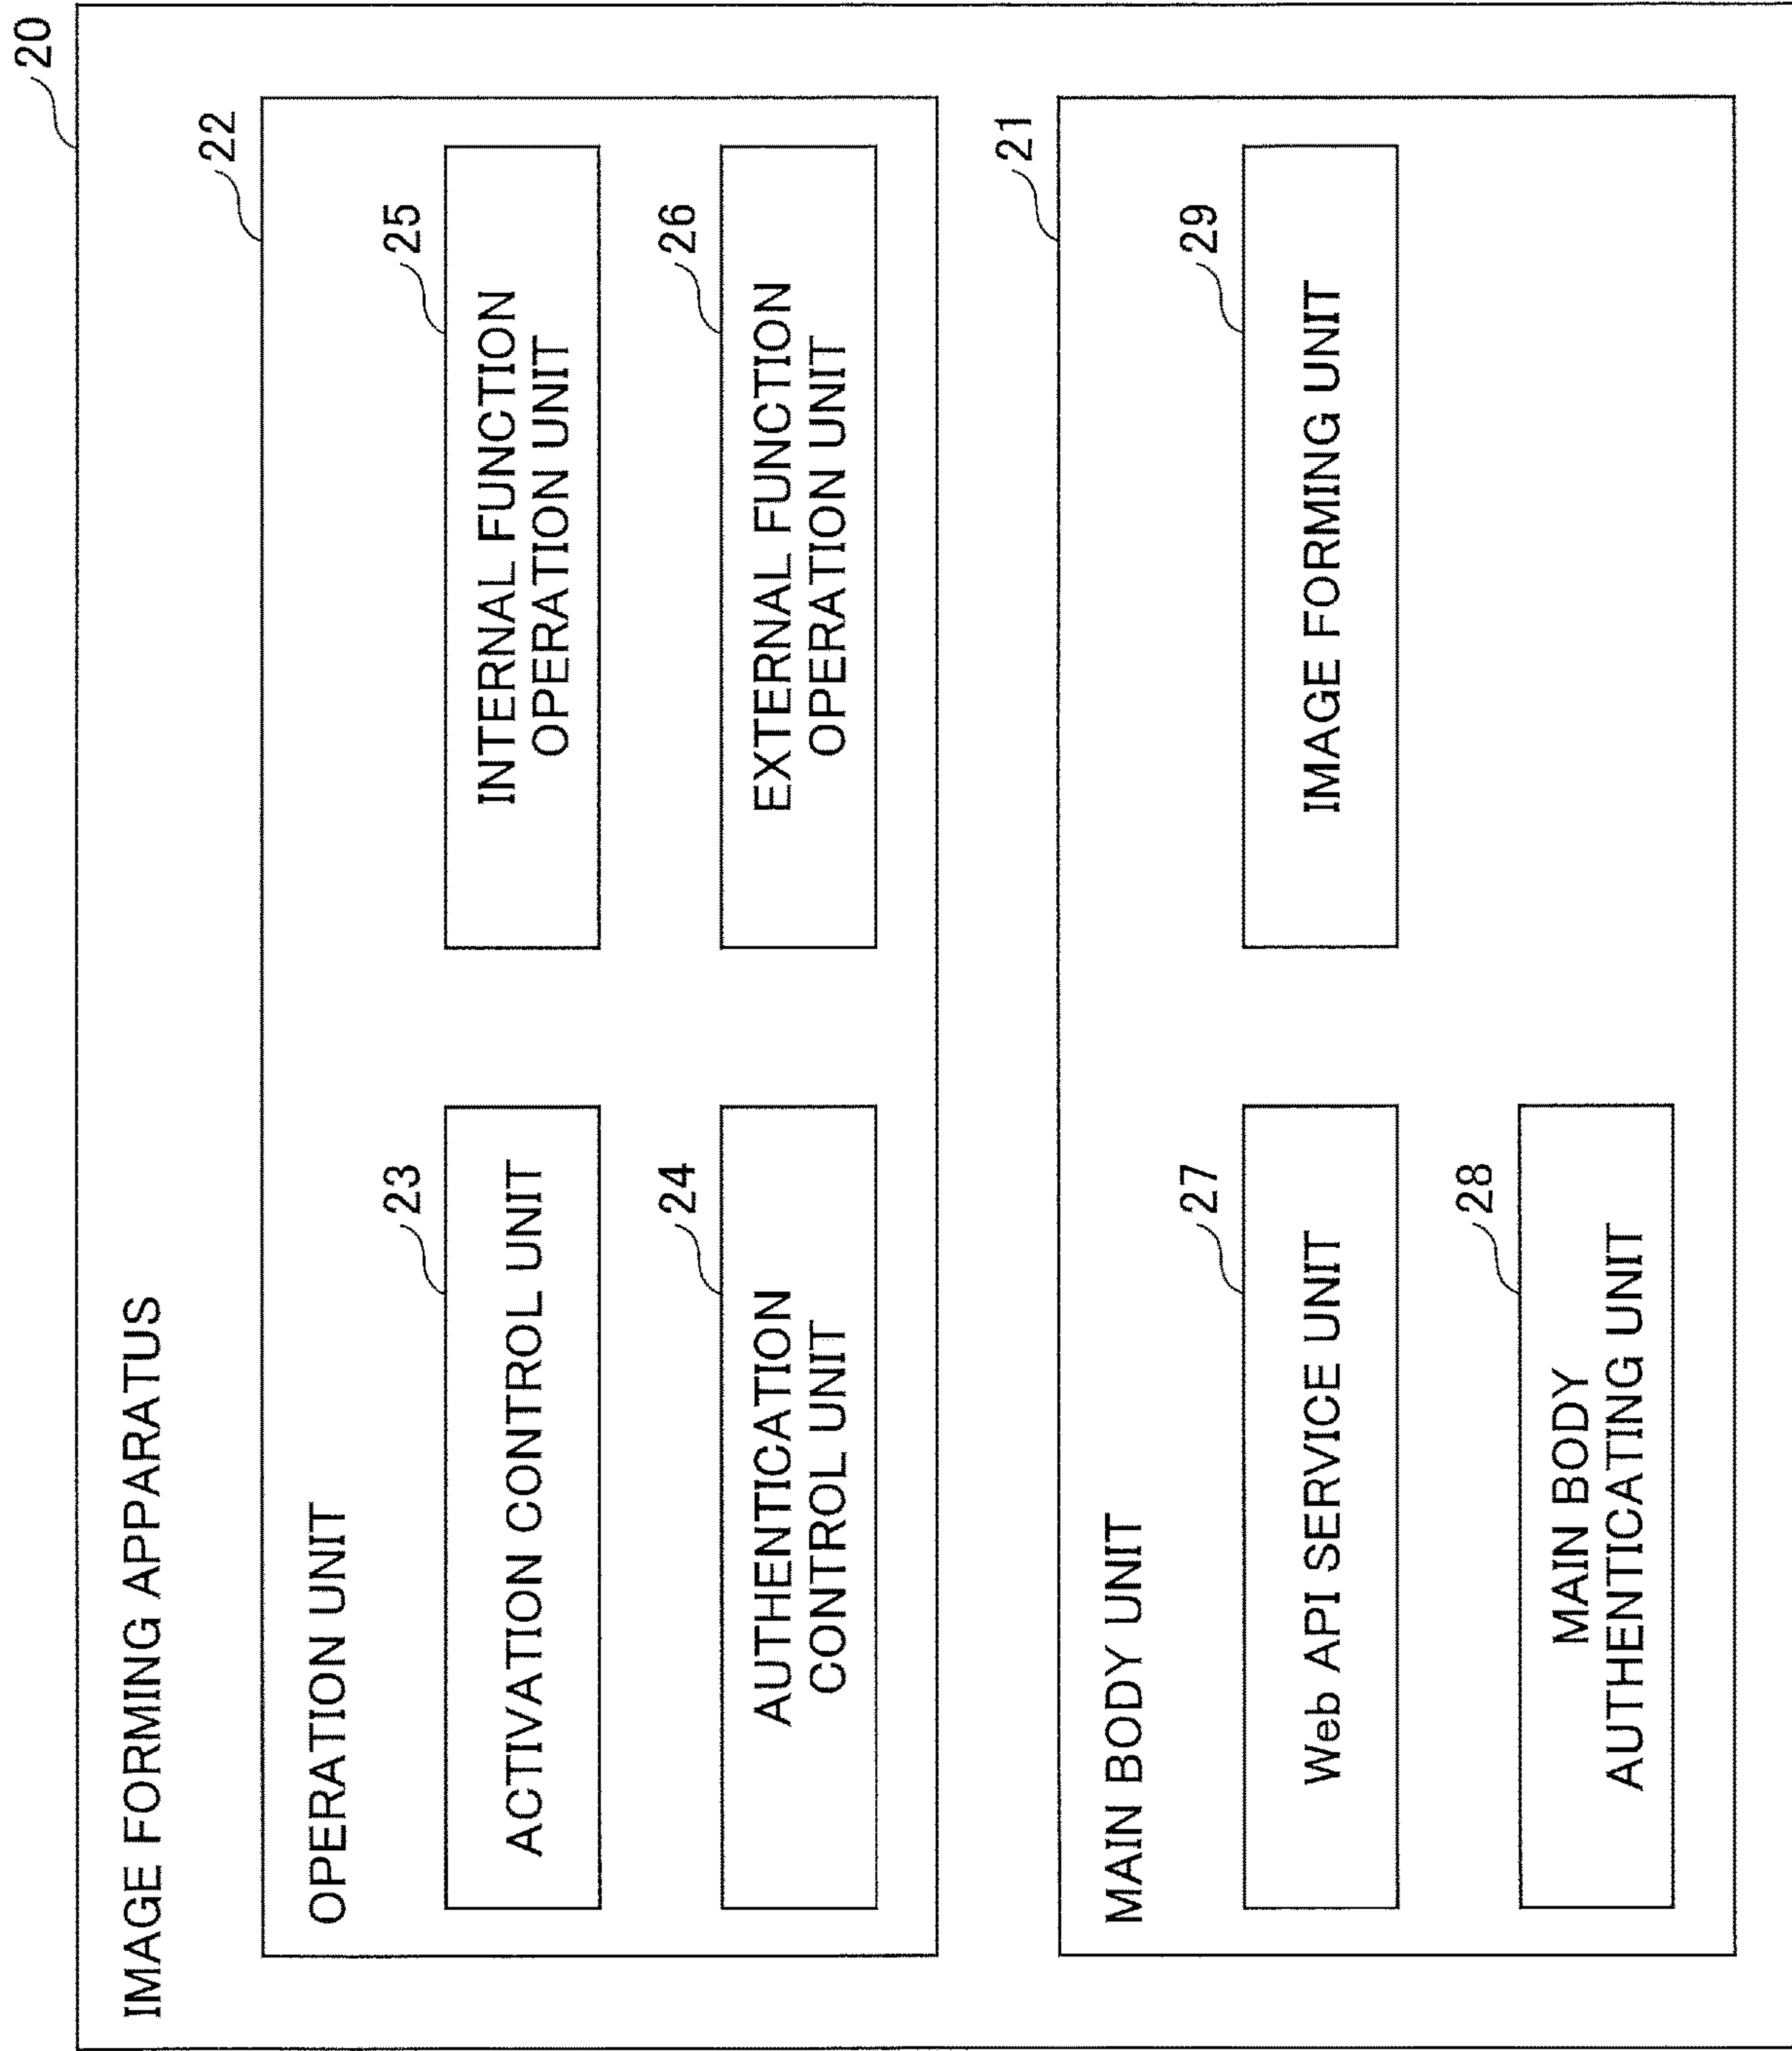 20
IMAGE FORMING APPARATUS
22
OPERATION UNIT
23
ACTIVATION CONTROL UNIT
25
INTERNAL FUNCTION
OPERATION UNIT
24
AUTHENTICATION
CONTROL UNIT
26
EXTERNAL FUNCTION
OPERATION UNIT
21
MAIN BODY UNIT
27
Web API SERVICE UNIT
29
IMAGE FORMING UNIT
28
MAIN BODY
AUTHENTICATING UNIT